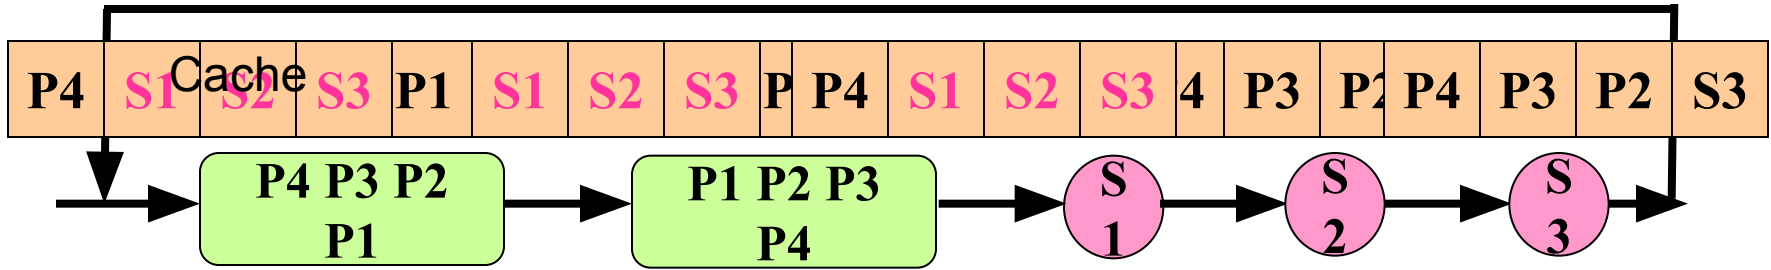 P4 S1 S2 S3 P1 S1 S2 S3 P P4 S1 S2 S3 4 P3 P2 P4 P3 P2 S3
Cache
P4 P3 P2
P1
P1 P2 P3
P4
S
1
S
2
S
3